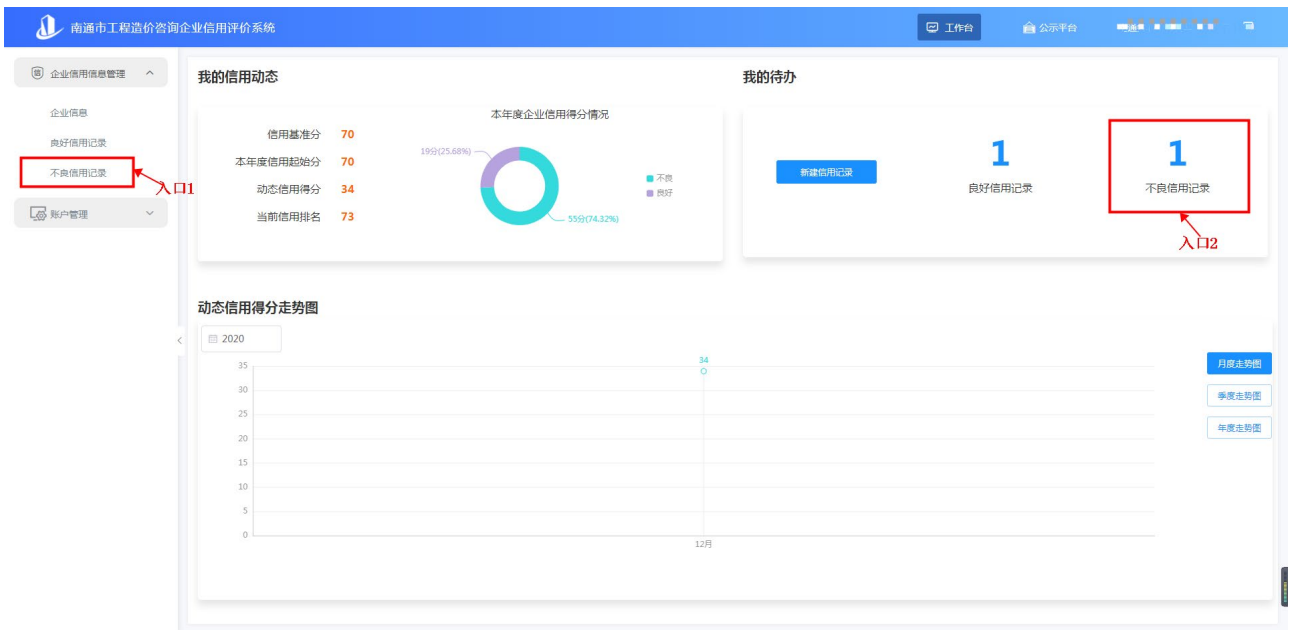 南通市工程造价咨询企业信用评价系统
工作台
公示平台
企业信用信息管理
企业信息
良好信用记录
不良信用记录
入口1
账户管理
我的信用动态
信用基准分 70
本年度信用起始分 70
动态信用得分 34
当前信用排名 73
本年度企业信用得分情况
19分(25.68%)
55分(74.32%)
不良
良好
我的待办
新建信用记录
1
良好信用记录
1
不良信用记录
入口2
动态信用得分走势图
2020
35
30
25
20
15
10
5
0
34
12月
月度走势图
季度走势图
年度走势图